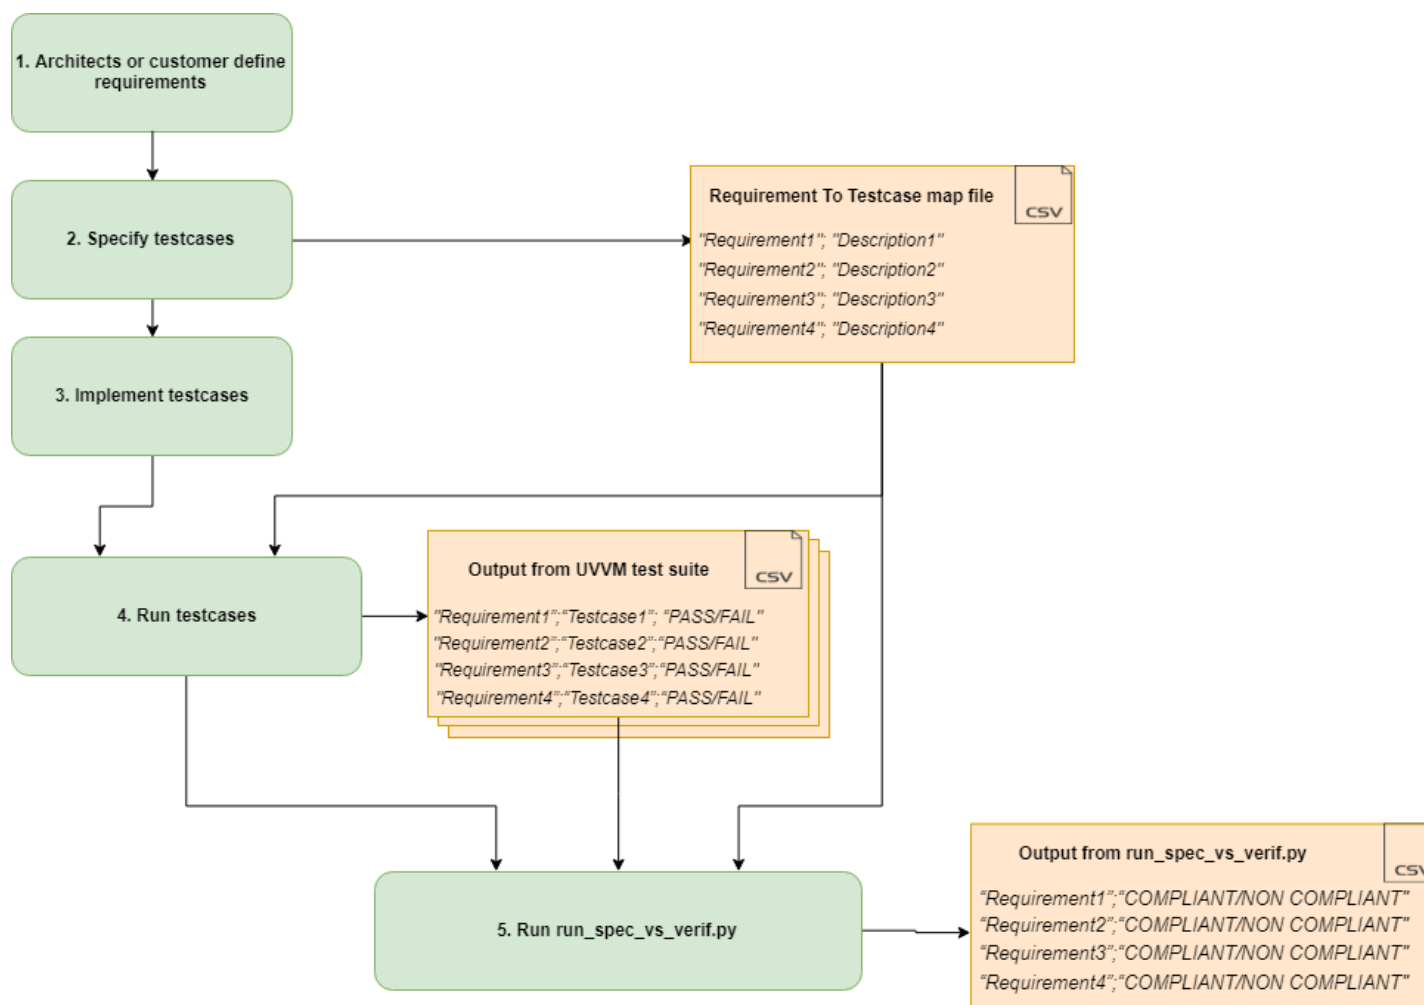 1. Architects or customer define
requirements
2. Specify testcases
Requirement To Testcase map file
CSV
"Requirement1"; "Description1"
"Requirement2"; "Description2"
"Requirement3"; "Description3"
"Requirement4"; "Description4"
3. Implement testcases
4. Run testcases
Output from UVVM test suite
CSV
"Requirement1”;“Testcase1”; “PASS/FAIL"
"Requirement2”;“Testcase2”;“PASS/FAIL"
"Requirement3”;“Testcase3”;“PASS/FAIL"
"Requirement4”;“Testcase4”;“PASS/FAIL"
5. Run run_spec_vs_verif.py
Output from run_spec_vs_verif.py
CSV
“Requirement1”;“COMPLIANT/NON COMPLIANT"
“Requirement2”;“COMPLIANT/NON COMPLIANT"
“Requirement3”;“COMPLIANT/NON COMPLIANT"
“Requirement4”;“COMPLIANT/NON COMPLIANT"